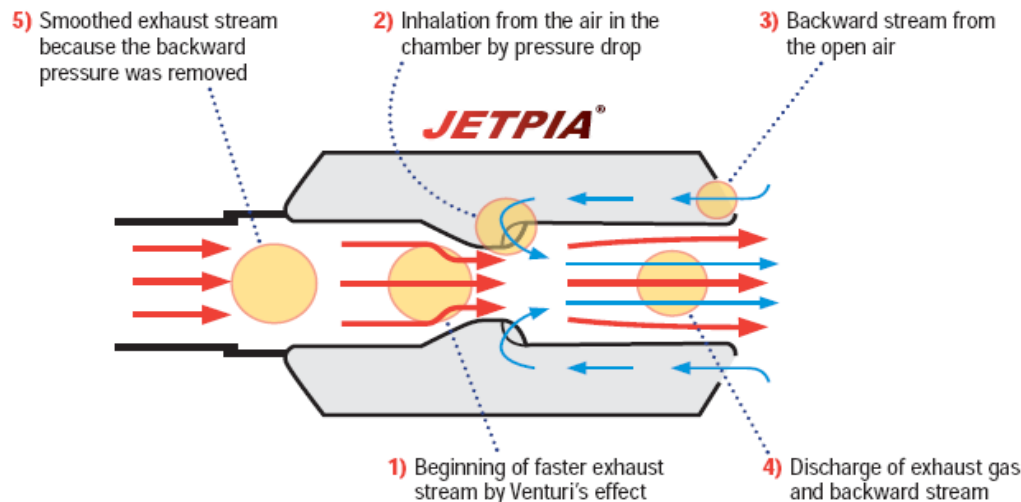 5) Smoothed exhaust stream
because the backward
pressure was removed
2) Inhalation from the air in the
chamber by pressure drop
3) Backward stream from
the open air
JETPIA®
1) Beginning of faster exhaust
stream by Venturi's effect
4) Discharge of exhaust gas
and backward stream